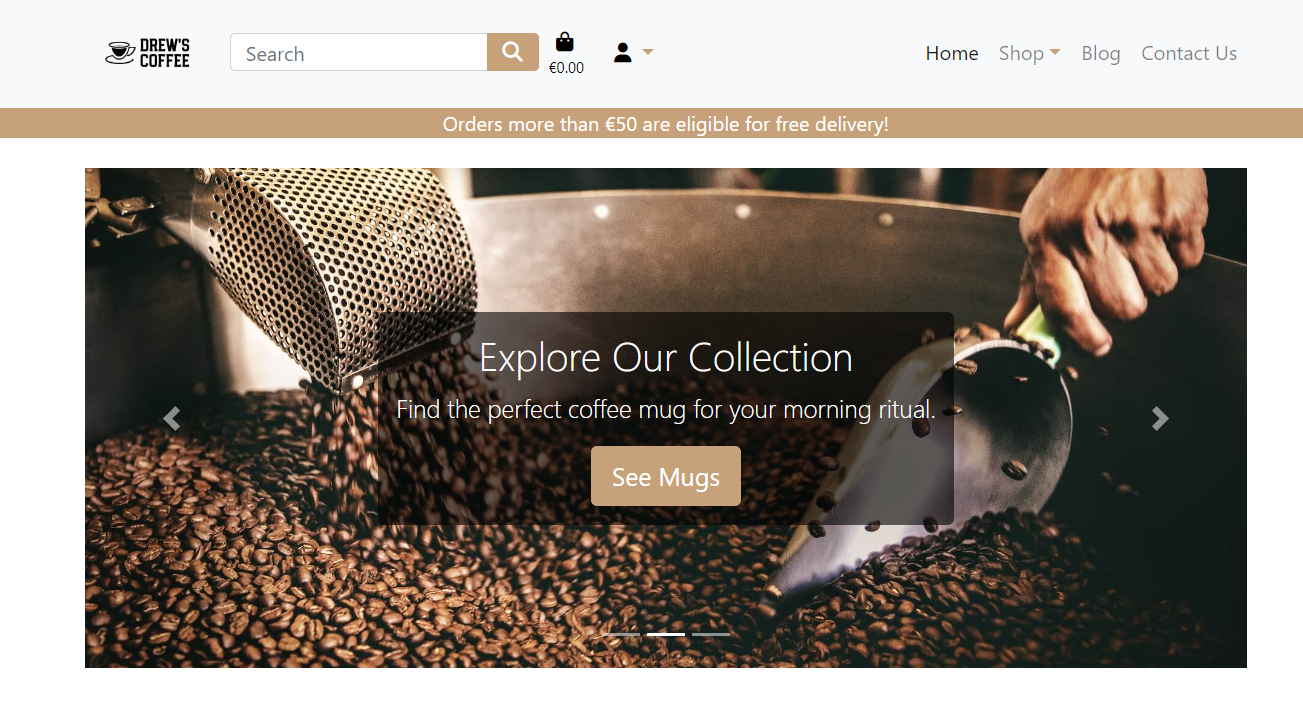 DREW'S
COFFEE
Search
€0.00
Home
Shop
Blog
Contact Us
Orders more than €50 are eligible for free delivery!
Explore Our Collection
Find the perfect coffee mug for your morning ritual.
See Mugs